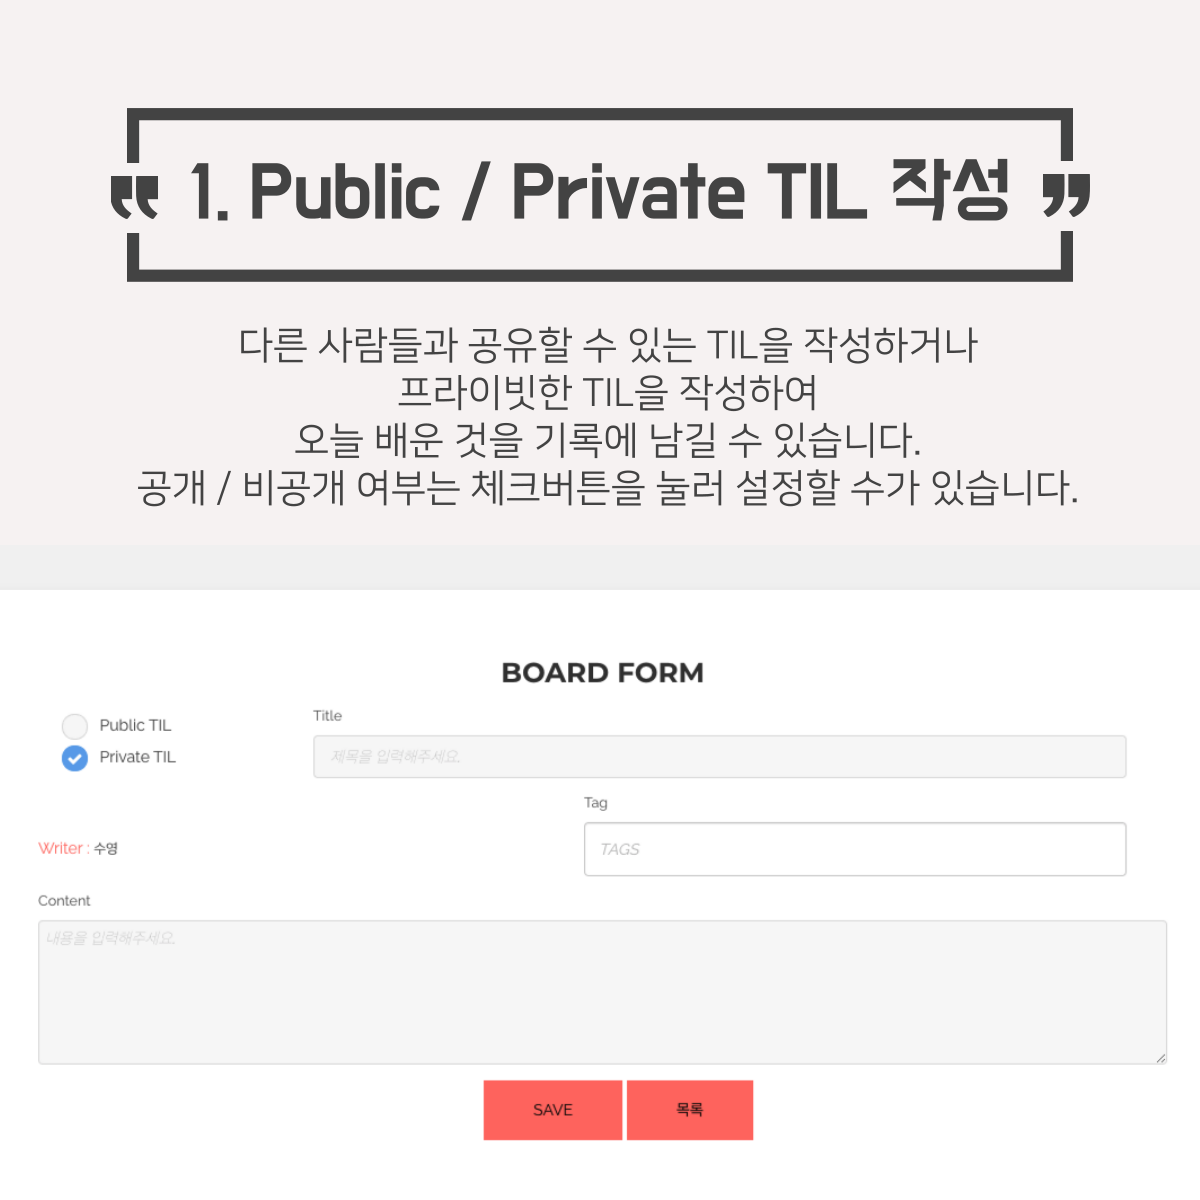 ❝ 1. Public / Private TIL 작성 ❞
다른 사람들과 공유할 수 있는 TIL을 작성하거나
프라이빗한 TIL을 작성하여
오늘 배운 것을 기록에 남길 수 있습니다.
공개 / 비공개 여부는 체크버튼을 눌러 설정할 수가 있습니다.
BOARD FORM
Public TIL
Private TIL
Title
제목을 입력해주세요.
Tag
TAGS
Writer : 수영
Content
내용을 입력해주세요.
SAVE
목록